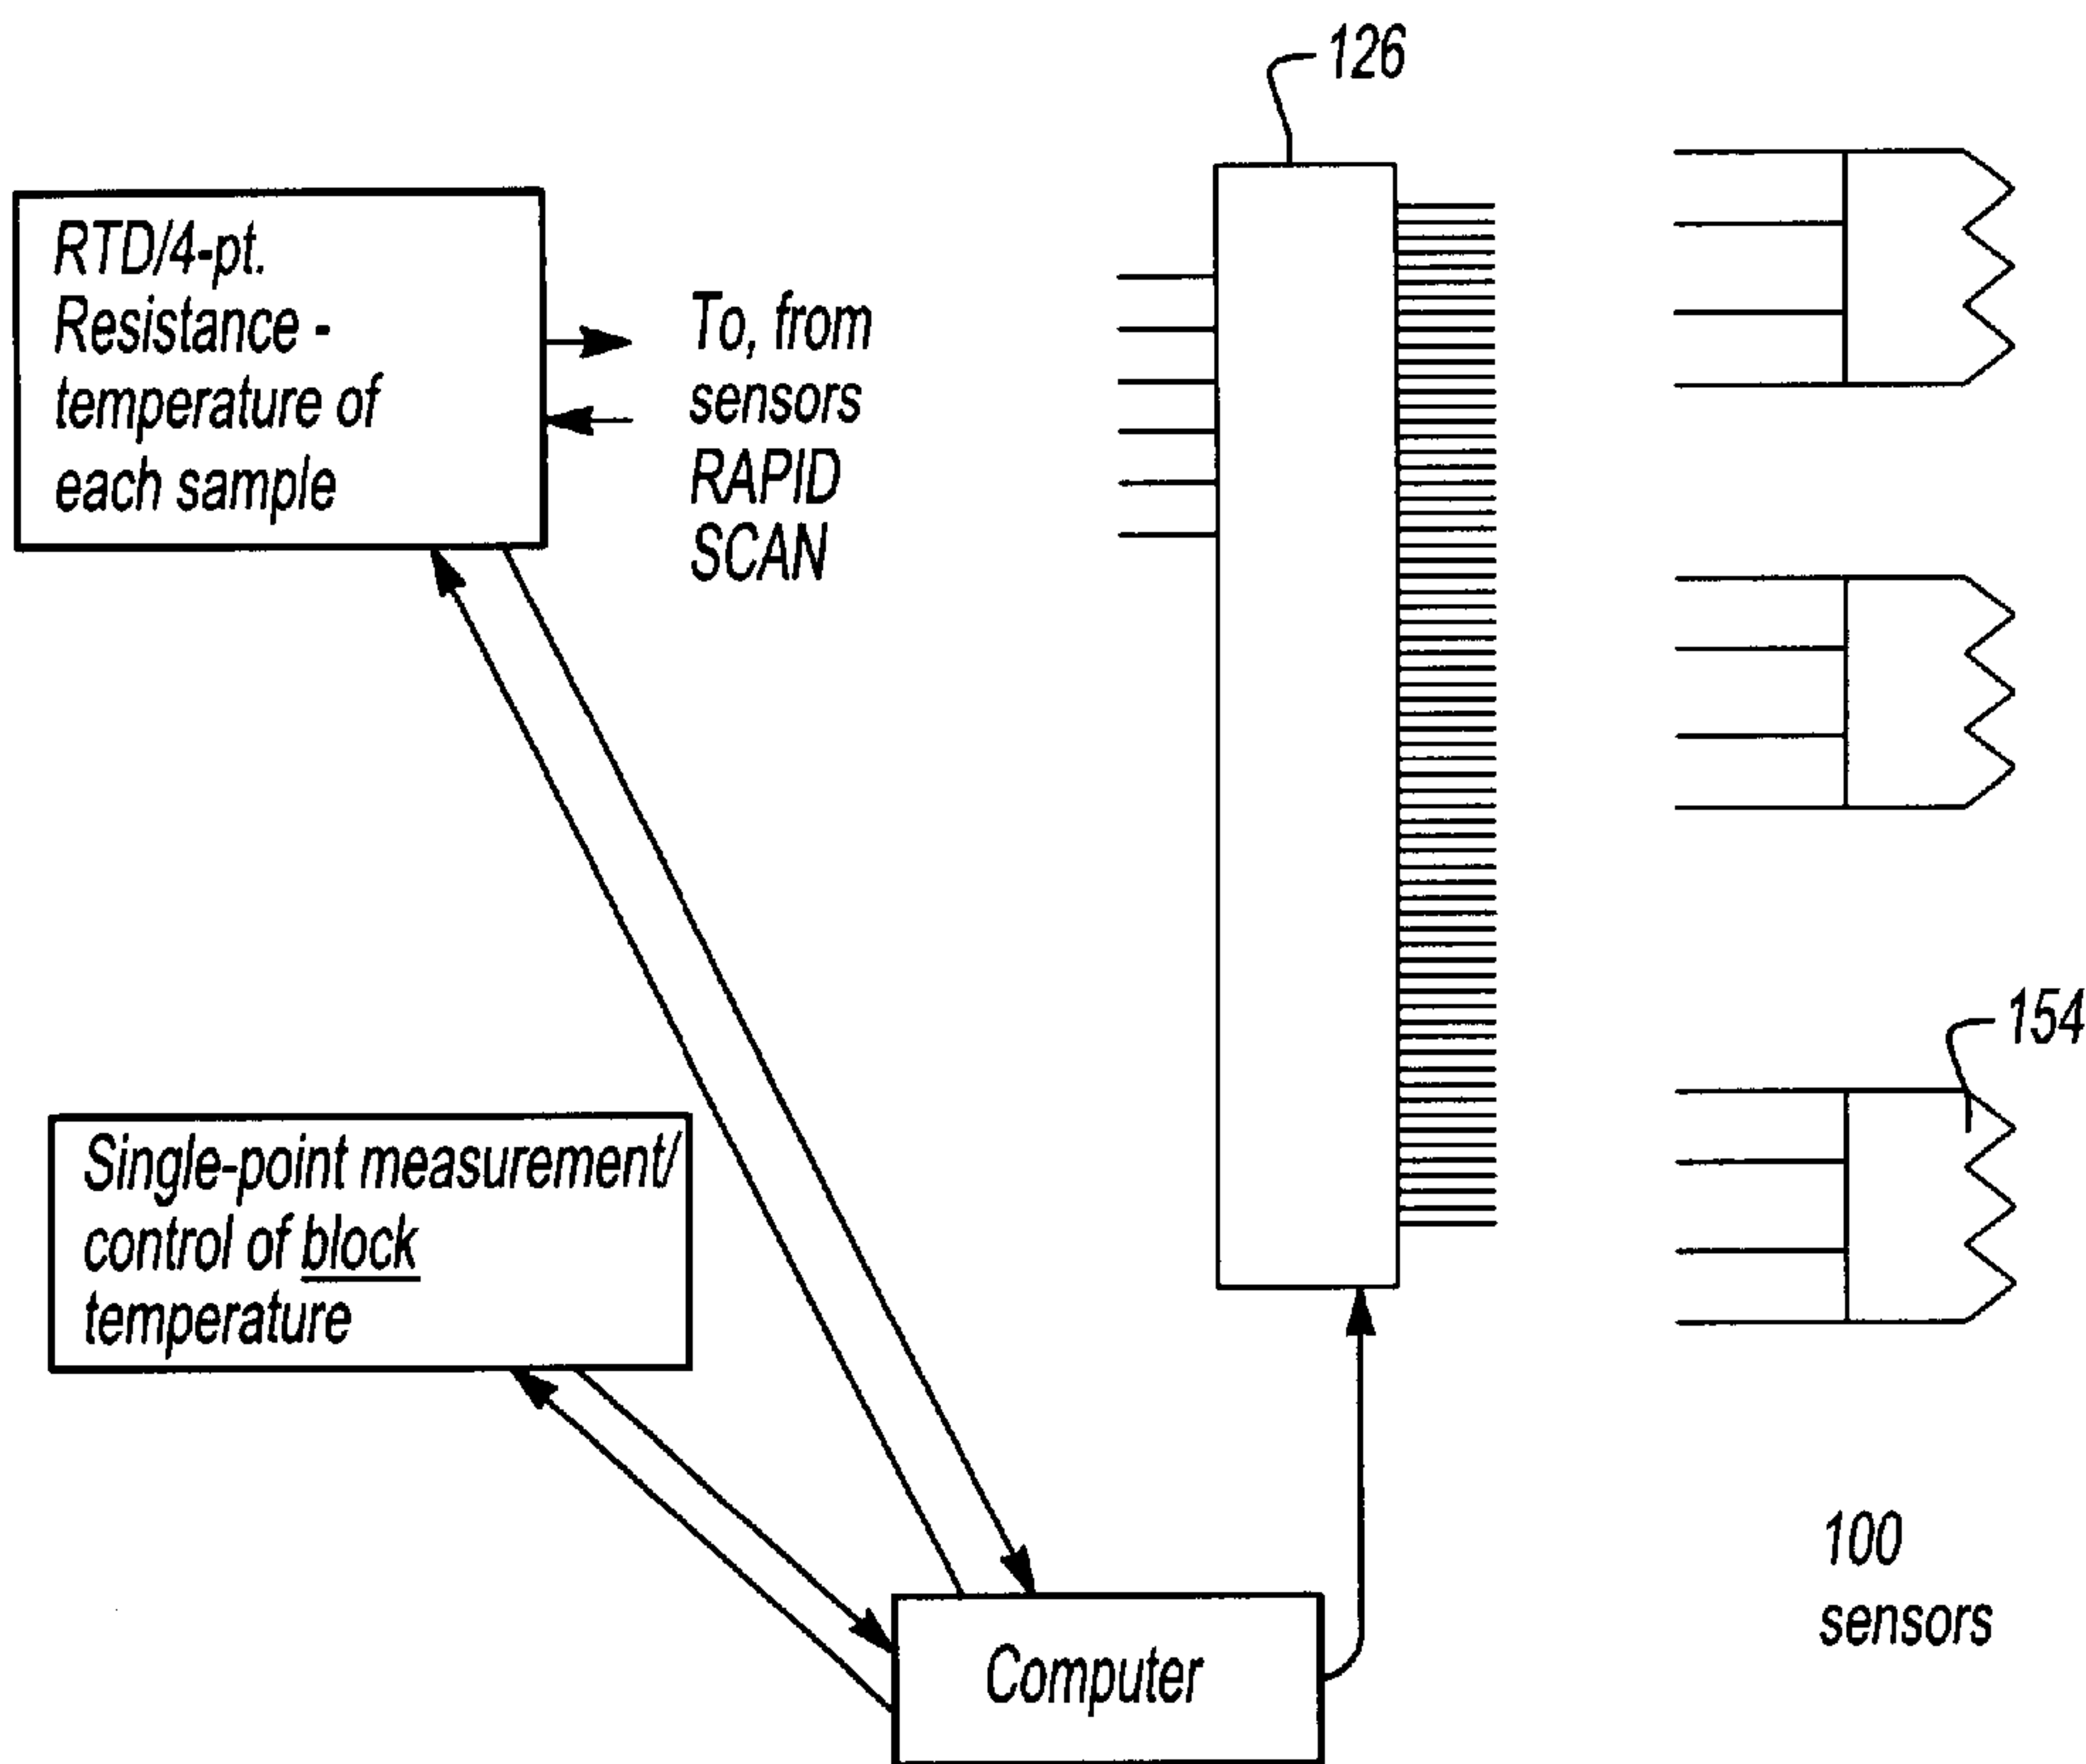 126
RTD/4-pt.
Resistance -
temperature of
each sample
To, from
sensors
RAPID
SCAN
154
Single-point measurement/
control of block
temperature
100
sensors
Computer